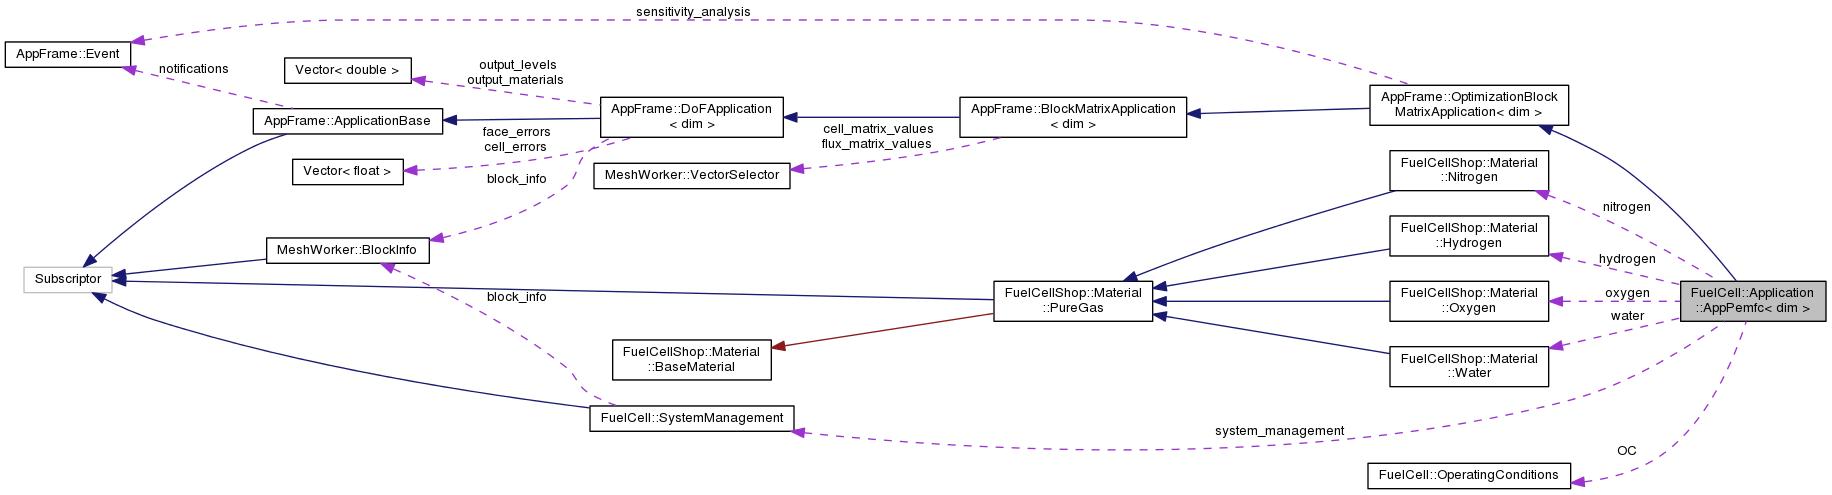 sensitivity_analysis
AppFrame::Event
notifications
Vector< double >
output_levels
output_materials
AppFrame::OptimizationBlock
MatrixApplication< dim >
AppFrame::ApplicationBase
AppFrame::DoFApplication
< dim >
AppFrame::BlockMatrixApplication
< dim >
face_errors
cell_errors
cell_matrix_values
flux_matrix_values
Vector< float >
MeshWorker::VectorSelector
FuelCellShop::Material
::Nitrogen
block_info
nitrogen
MeshWorker::BlockInfo
FuelCellShop::Material
::Hydrogen
hydrogen
Subscriptor
block_info
FuelCellShop::Material
::PureGas
FuelCellShop::Material
::Oxygen
oxygen
FuelCell::Application
::AppPemfc< dim >
water
FuelCellShop::Material
::BaseMaterial
FuelCellShop::Material
::Water
FuelCell::SystemManagement
system_management
OC
FuelCell::OperatingConditions